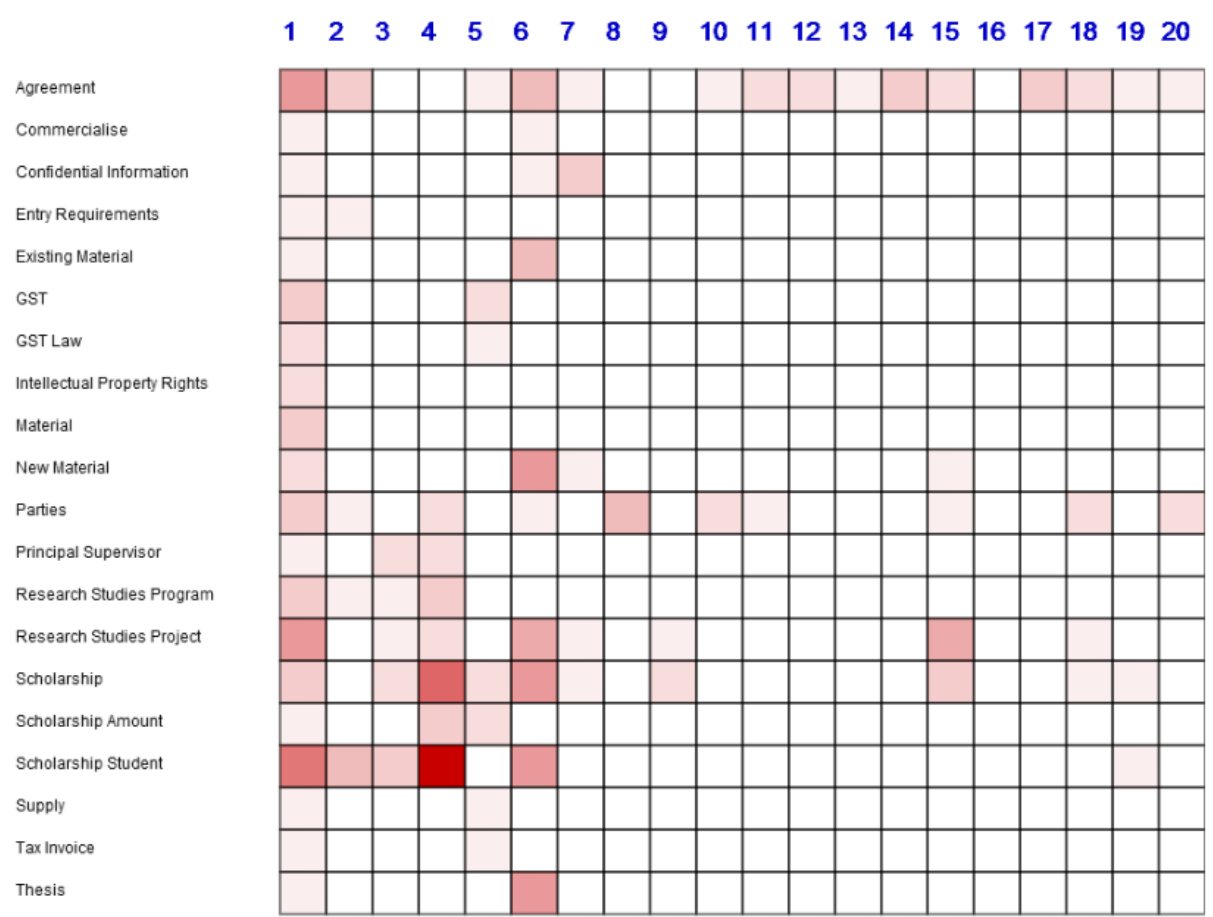 1 2 3 4 5 6 7 8 9 10 11 12 13 14 15 16 17 18 19 20
Agreement
Commercialise
Confidential Information
Entry Requirements
Existing Material
GST
GST Law
Intellectual Property Rights
Material
New Material
Parties
Principal Supervisor
Research Studies Program
Research Studies Project
Scholarship
Scholarship Amount
Scholarship Student
Supply
Tax Invoice
Thesis